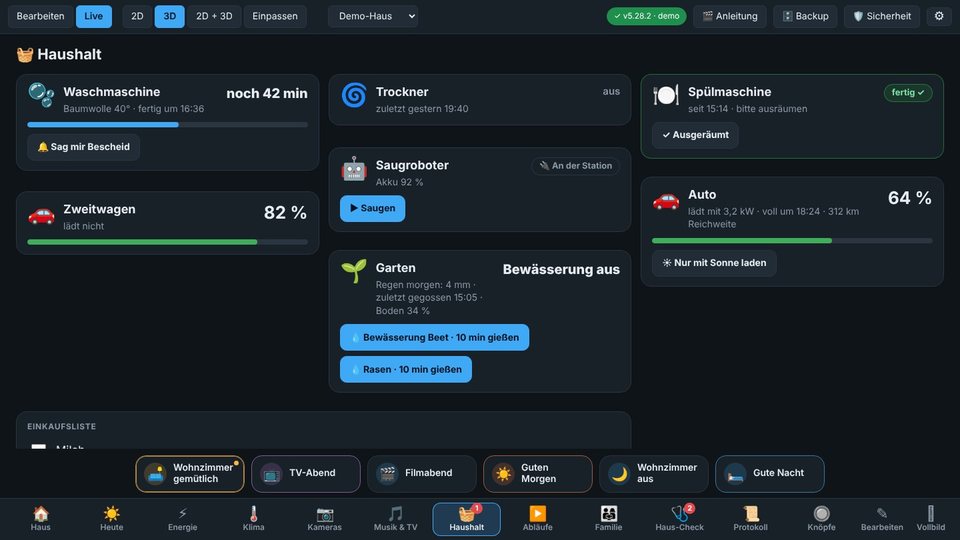 Bearbeiten Live 2D 3D 2D + 3D Einpassen Demo-Haus ✓ v5.28.2 · demo Anleitung Backup Sicherheit
Haushalt
Waschmaschine
noch 42 min
Baumwolle 40° · fertig um 16:36
Sag mir Bescheid
Trockner
aus
zuletzt gestern 19:40
Spülmaschine
fertig ✓
seit 15:14 · bitte ausräumen
✓ Ausgeräumt
Saugroboter
An der Station
Akku 92 %
▶ Saugen
Zweitwagen
82 %
lädt nicht
Auto
64 %
lädt mit 3,2 kW · voll um 18:24 · 312 km
Reichweite
☀ Nur mit Sonne laden
Garten
Bewässerung aus
Regen morgen: 4 mm ·
zuletzt gegossen 15:05 ·
Boden 34 %
Bewässerung Beet · 10 min gießen
Rasen · 10 min gießen
EINKAUFSLISTE
Milch
Wohnzimmer
gemütlich
TV-Abend
Filmabend
Guten
Morgen
Wohnzimmer
aus
Gute Nacht
1 2
Haus Heute Energie Klima Kameras Musik & TV Haushalt Abläufe Familie Haus-Check Protokoll Knöpfe Bearbeiten Vollbild